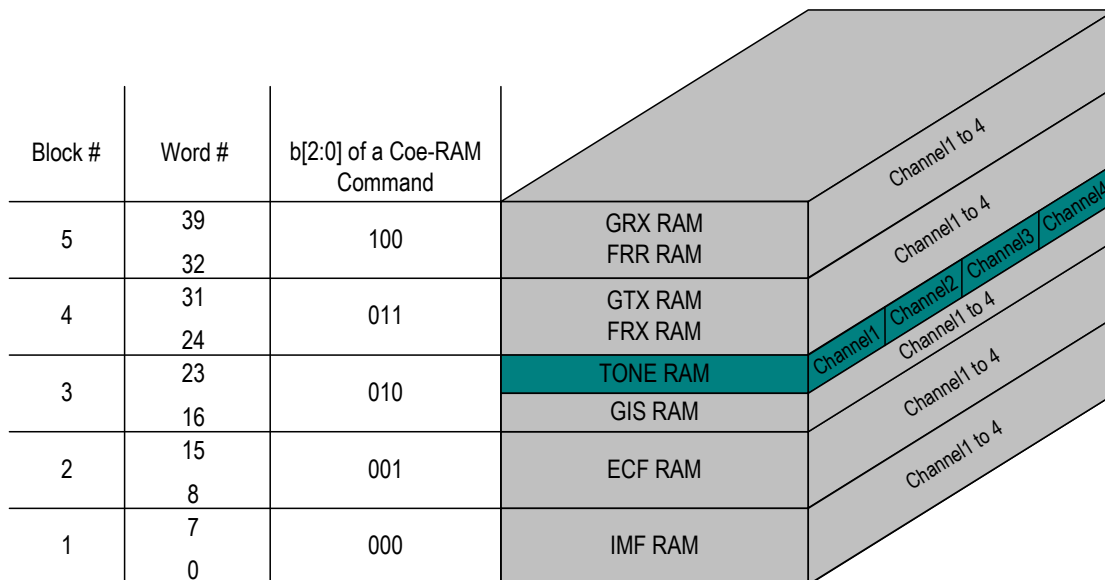 Block #
Word #
b[2:0] of a Coe-RAM
Command
5
39
32
100
GRX RAM
FRR RAM
Channel1 to 4
4
31
24
011
GTX RAM
FRX RAM
Channel1 to 4
3
23
16
010
TONE RAM
Channel1
Channel2
Channel3
Channel4
GIS RAM
Channel1 to 4
2
15
8
001
ECF RAM
Channel1 to 4
1
7
0
000
IMF RAM
Channel1 to 4